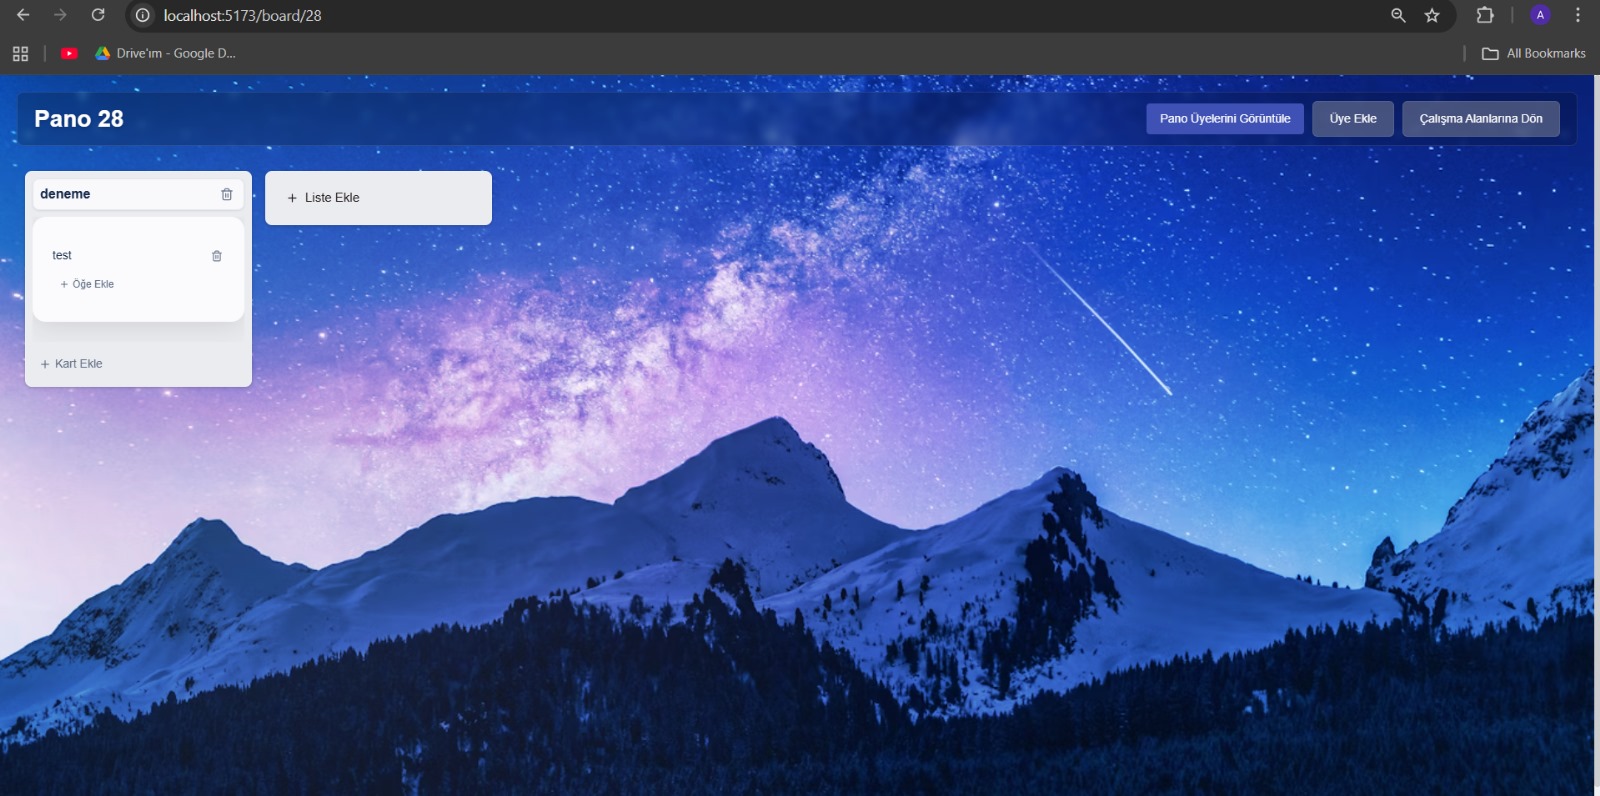 localhost:5173/board/28
A
Drive'ım - Google D...
All Bookmarks
Pano 28
Pano Üyelerini Görüntüle
Üye Ekle
Çalışma Alanlarına Dön
deneme
+ Liste Ekle
test
+ Öğe Ekle
+ Kart Ekle